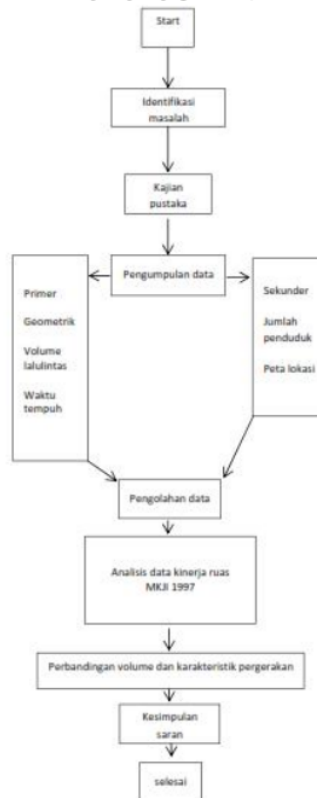 Start
Identifikasi
masalah
Kajian
pustaka
Pengumpulan data
Primer
Geometrik
Volume
lalulintas
Waktu
tempuh
Sekunder
Jumlah
penduduk
Peta lokasi
Pengolahan data
Analisis data kinerja ruas
MKJI 1997
Perbandingan volume dan karakteristik pergerakan
Kesimpulan
saran
selesai